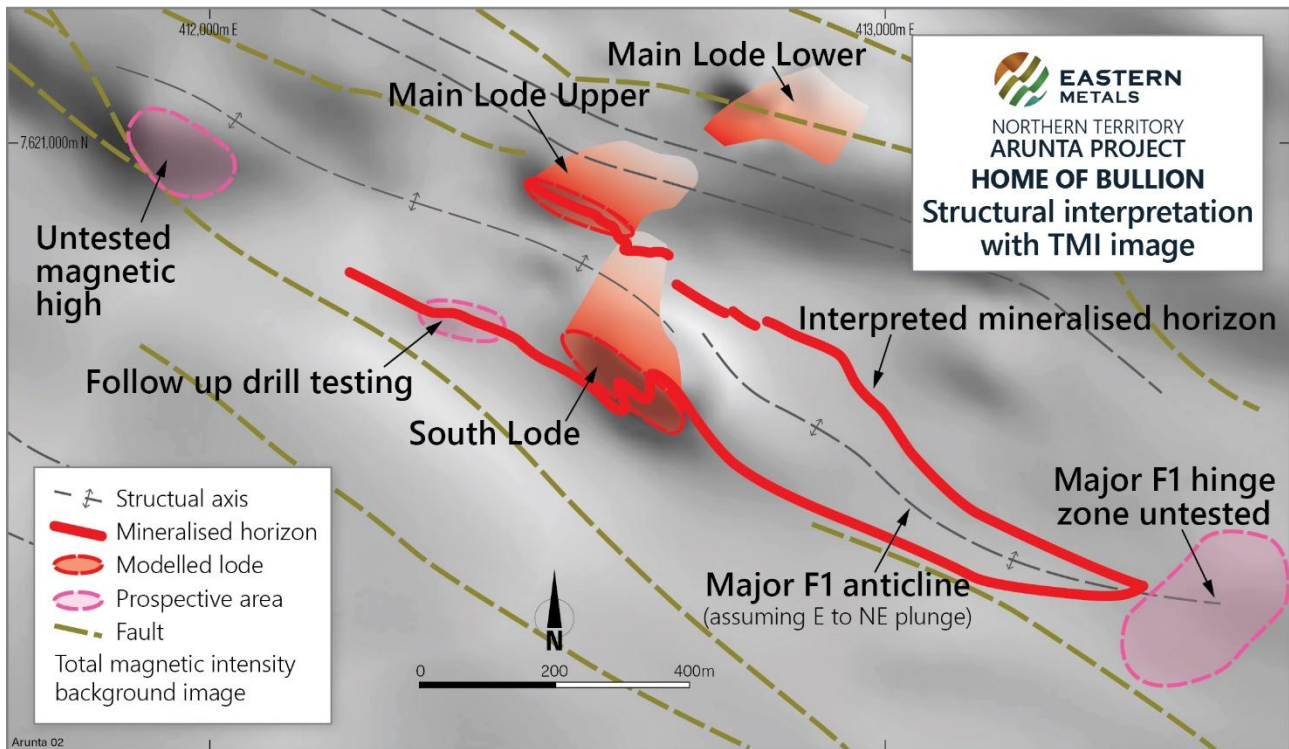 412,000m E
413,000m E
7,621,000m N
Main Lode Lower
Main Lode Upper
EASTERN
METALS
NORTHERN TERRITORY
ARUNTA PROJECT
HOME OF BULLION
Structural interpretation
with TMI image
Untested
magnetic
high
Interpreted mineralised horizon
Follow up drill testing
South Lode
Major F1 hinge
zone untested
Major F1 anticline
(assuming E to NE plunge)
Structual axis
Mineralised horizon
Modelled lode
Prospective area
Fault
Total magnetic intensity
background image
N
0 200 400m
Arunta 02